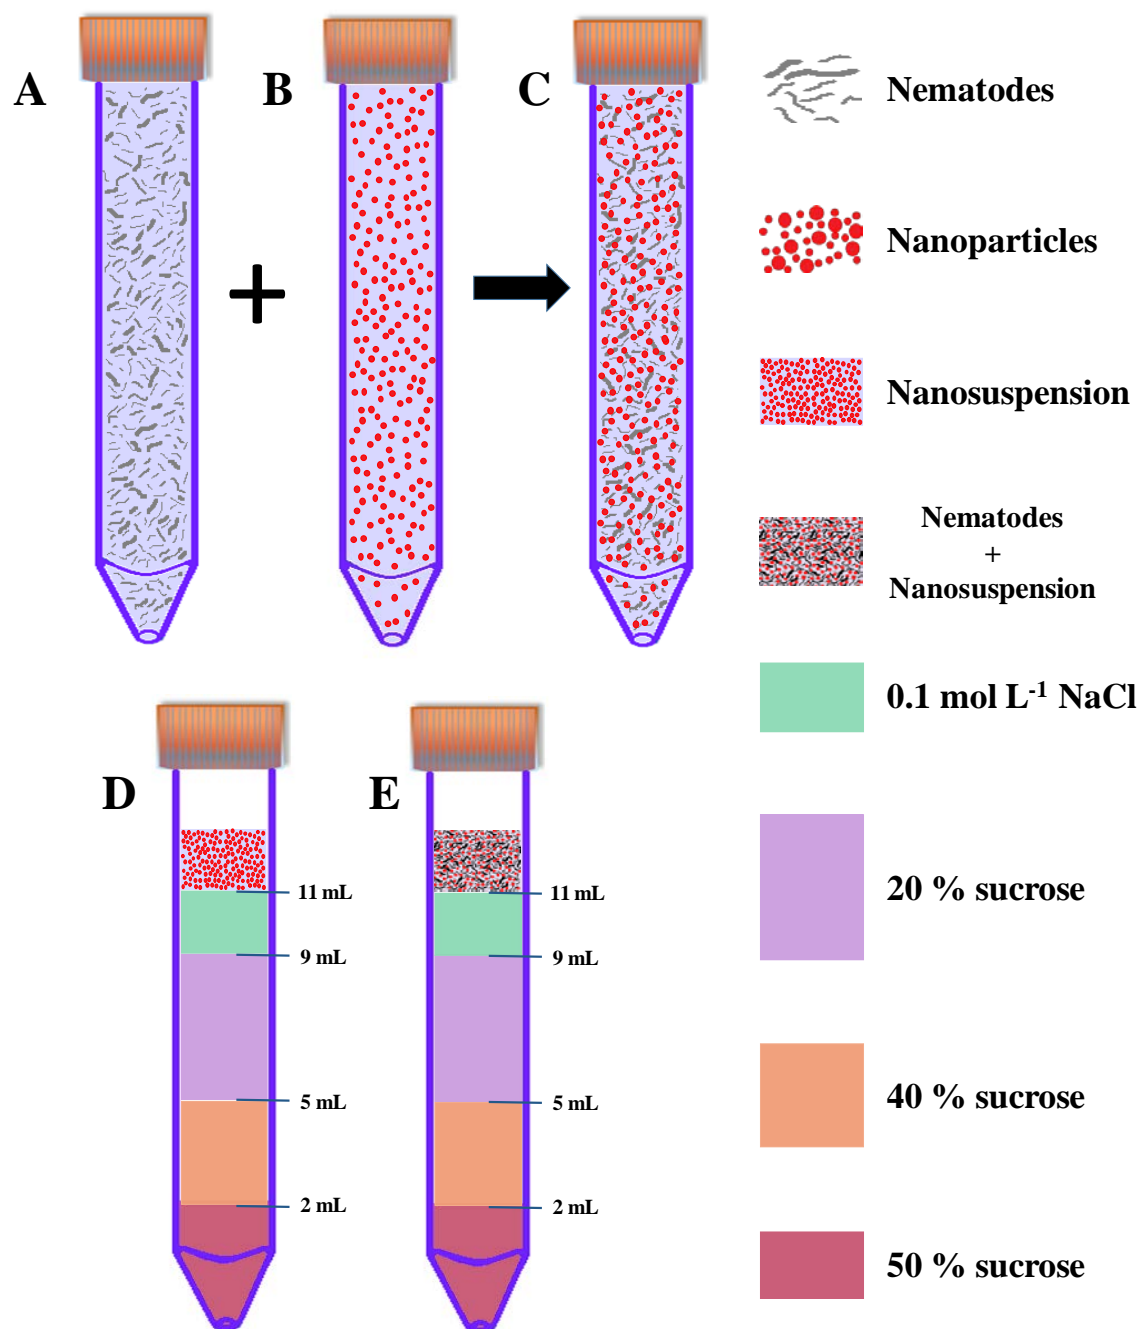 A
B
C
+
Nematodes
Nanoparticles
Nanosuspension
Nematodes
+
Nanosuspension
0.1 mol L⁻¹ NaCl
20 % sucrose
40 % sucrose
50 % sucrose
D
11 mL
9 mL
5 mL
2 mL
E
11 mL
9 mL
5 mL
2 mL